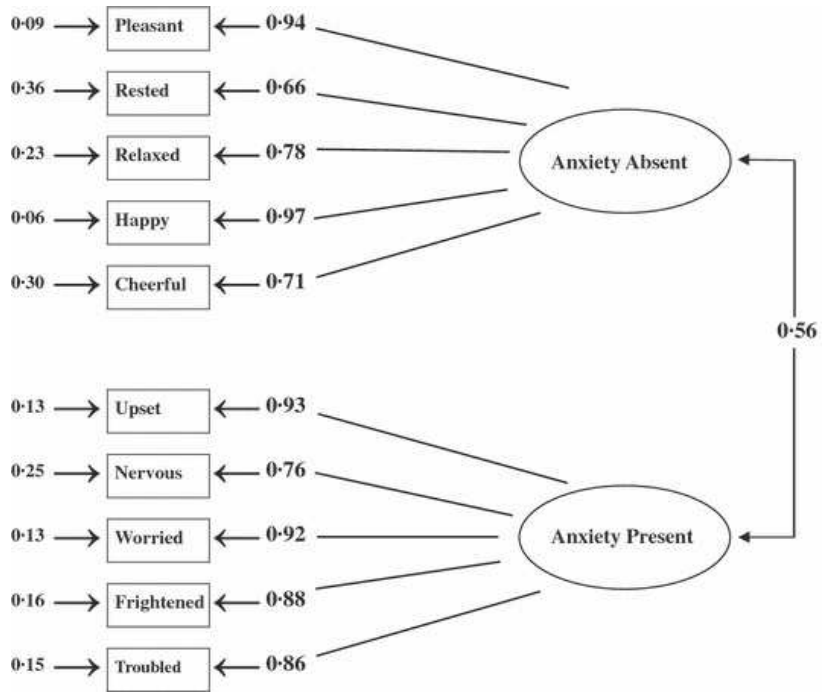 0·09 Pleasant 0·94
0·36 Rested 0·66
0·23 Relaxed 0·78
Anxiety Absent
0·06 Happy 0·97
0·30 Cheerful 0·71
0·56
0·13 Upset 0·93
0·25 Nervous 0·76
0·13 Worried 0·92
Anxiety Present
0·16 Frightened 0·88
0·15 Troubled 0·86